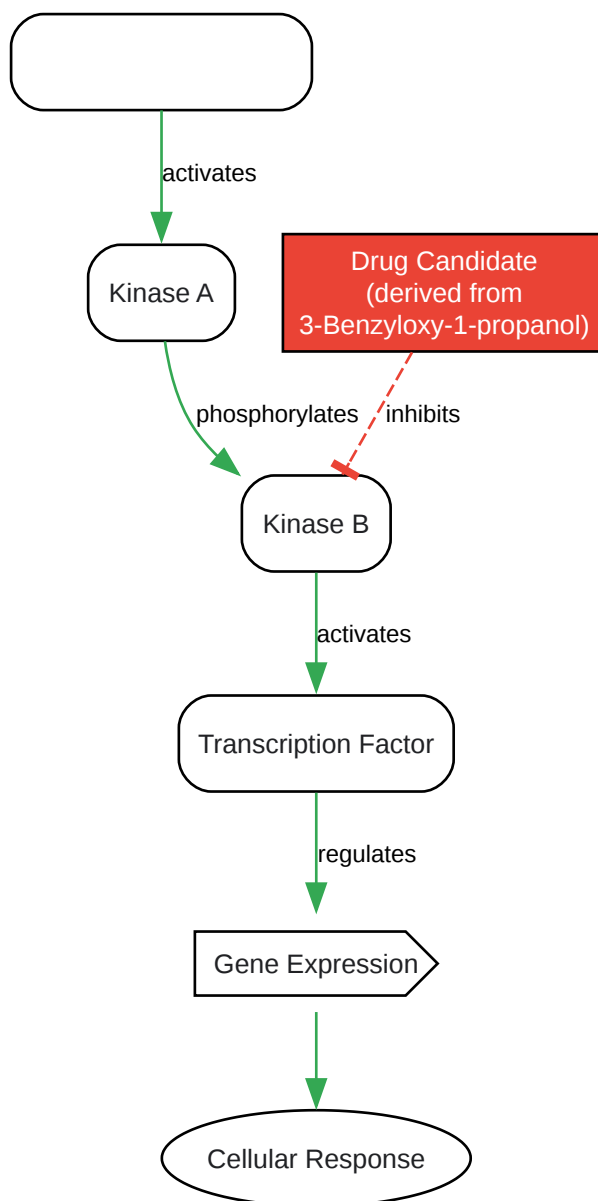 activates
Kinase A
Drug Candidate
(derived from
3-Benzyloxy-1-propanol)
phosphorylates
inhibits
Kinase B
activates
Transcription Factor
regulates
Gene Expression
Cellular Response